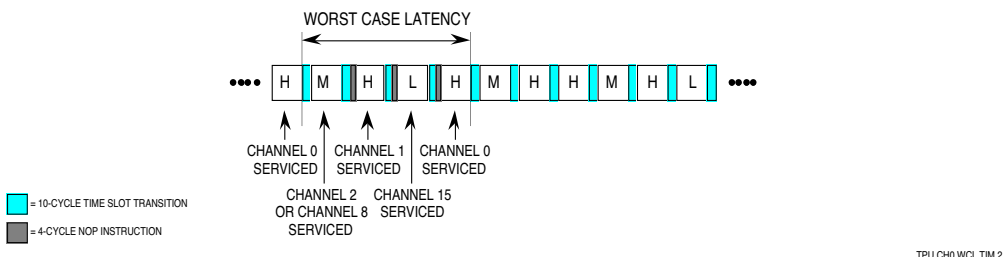 WORST CASE LATENCY
H M H L H M H H M H L
CHANNEL 0
SERVICED
CHANNEL 1
SERVICED
CHANNEL 0
SERVICED
CHANNEL 2
OR CHANNEL 8
SERVICED
CHANNEL 15
SERVICED
= 10-CYCLE TIME SLOT TRANSITION
= 4-CYCLE NOP INSTRUCTION
TPU CH0 WCL TIM 2